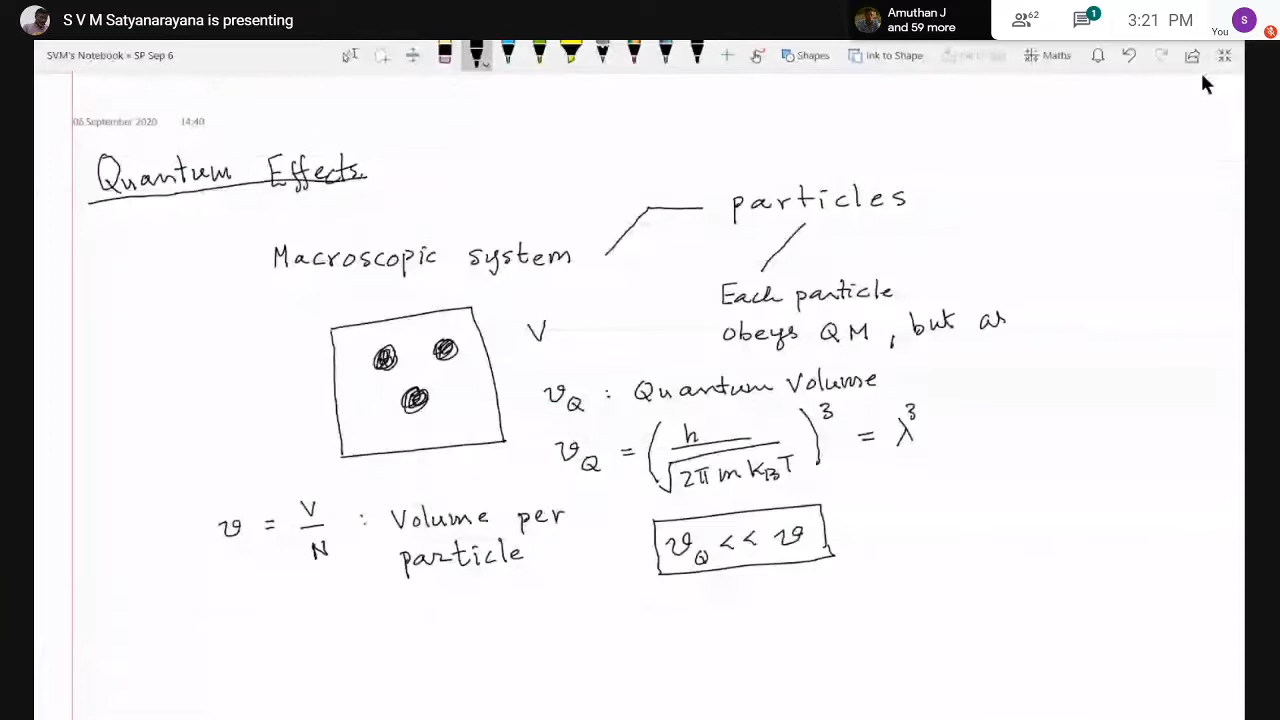 S V M Satyanarayana is presenting
Amuthan J
and 59 more
62
1
3:21 PM
You
S
SVM's Notebook » SP Sep 6
Shapes
Ink to Shape
Maths
06 September 2020 14:40
Quantum Effects.
particles
Macroscopic system
Each particle
obeys QM, but as
V
v_Q : Quantum Volume
v_Q = (h / √(2π m K_B T))^3 = λ^3
v = V/N : Volume per
particle
v_Q << v